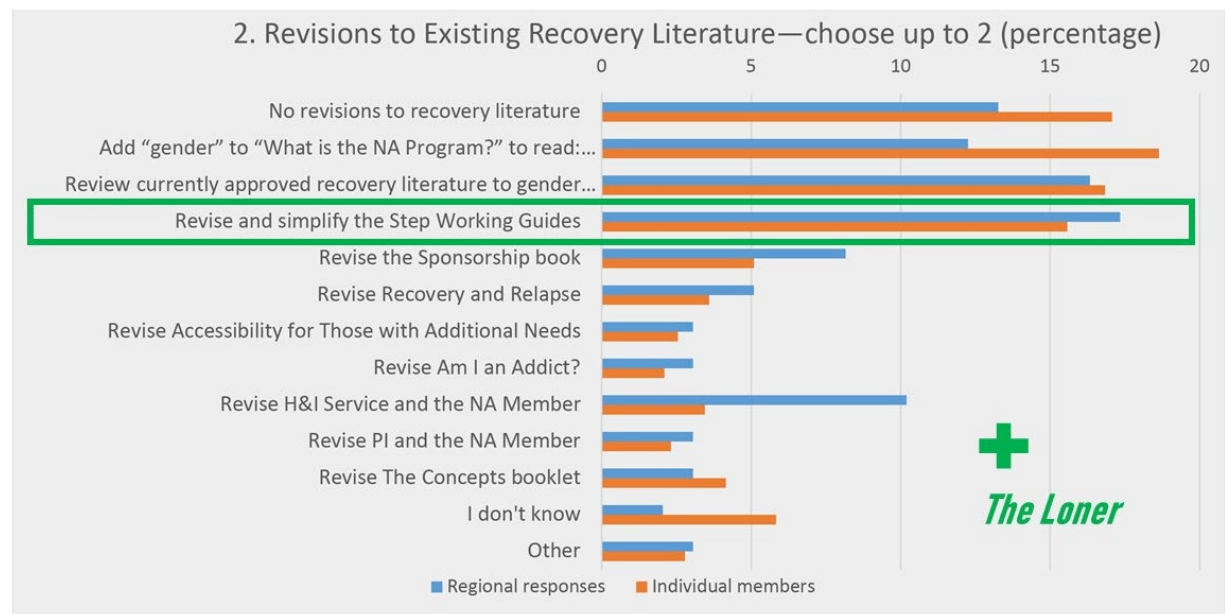 2. Revisions to Existing Recovery Literature—choose up to 2 (percentage)
0 5 10 15 20
No revisions to recovery literature
Add “gender” to “What is the NA Program?” to read:...
Review currently approved recovery literature to gender...
Revise and simplify the Step Working Guides
Revise the Sponsorship book
Revise Recovery and Relapse
Revise Accessibility for Those with Additional Needs
Revise Am I an Addict?
Revise H&I Service and the NA Member
Revise PI and the NA Member
Revise The Concepts booklet
I don't know
Other
The Loner
Regional responses Individual members